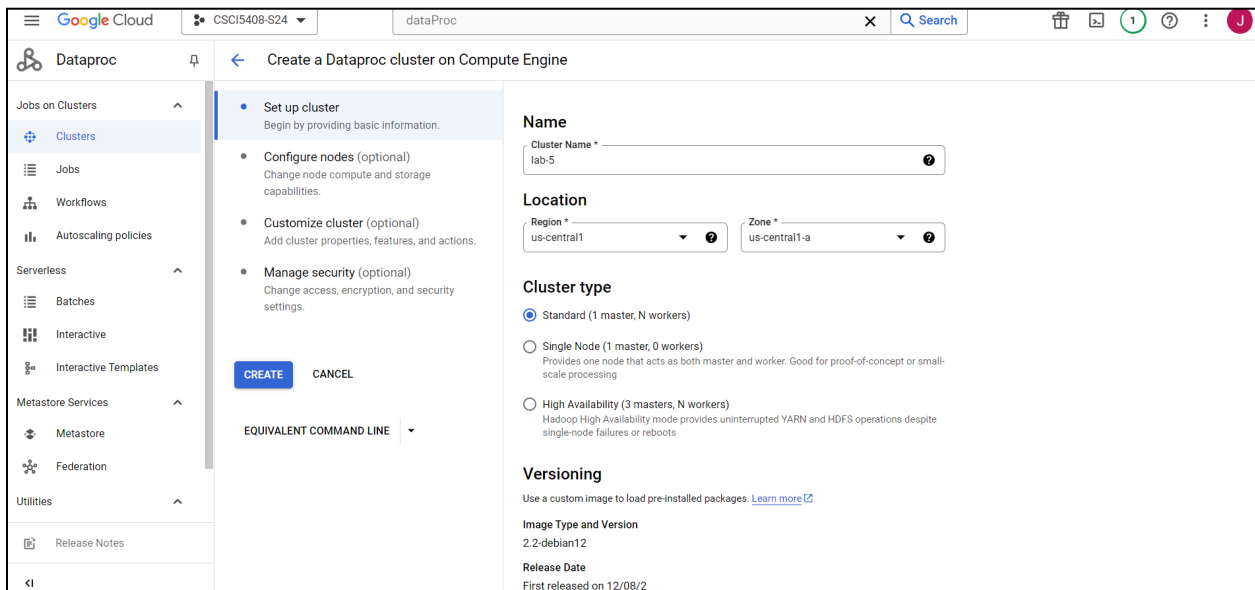 Google Cloud
CSCI5408-S24
dataProc
Search
1
J
Dataproc
Create a Dataproc cluster on Compute Engine
Jobs on Clusters
Clusters
Jobs
Workflows
Autoscaling policies
Serverless
Batches
Interactive
Interactive Templates
Metastore Services
Metastore
Federation
Utilities
Release Notes
Set up cluster
Begin by providing basic information.
Configure nodes (optional)
Change node compute and storage
capabilities.
Customize cluster (optional)
Add cluster properties, features, and actions.
Manage security (optional)
Change access, encryption, and security
settings.
CREATE
CANCEL
EQUIVALENT COMMAND LINE
Name
Cluster Name *
lab-5
Location
Region *
us-central1
Zone *
us-central1-a
Cluster type
Standard (1 master, N workers)
Single Node (1 master, 0 workers)
Provides one node that acts as both master and worker. Good for proof-of-concept or small-
scale processing
High Availability (3 masters, N workers)
Hadoop High Availability mode provides uninterrupted YARN and HDFS operations despite
single-node failures or reboots
Versioning
Use a custom image to load pre-installed packages. Learn more
Image Type and Version
2.2-debian12
Release Date
First released on 12/08/2